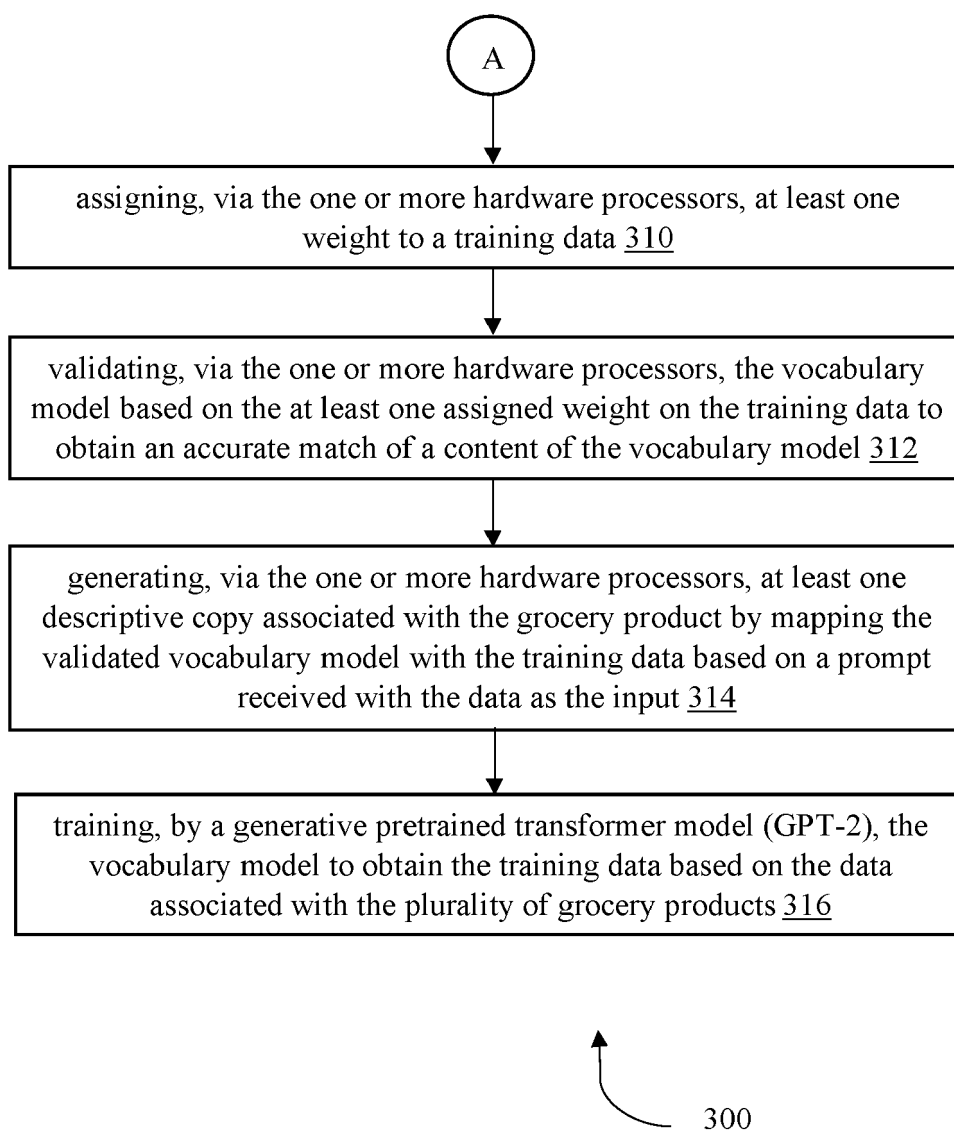 A
assigning, via the one or more hardware processors, at least one
weight to a training data 310
validating, via the one or more hardware processors, the vocabulary
model based on the at least one assigned weight on the training data to
obtain an accurate match of a content of the vocabulary model 312
generating, via the one or more hardware processors, at least one
descriptive copy associated with the grocery product by mapping the
validated vocabulary model with the training data based on a prompt
received with the data as the input 314
training, by a generative pretrained transformer model (GPT-2), the
vocabulary model to obtain the training data based on the data
associated with the plurality of grocery products 316
300